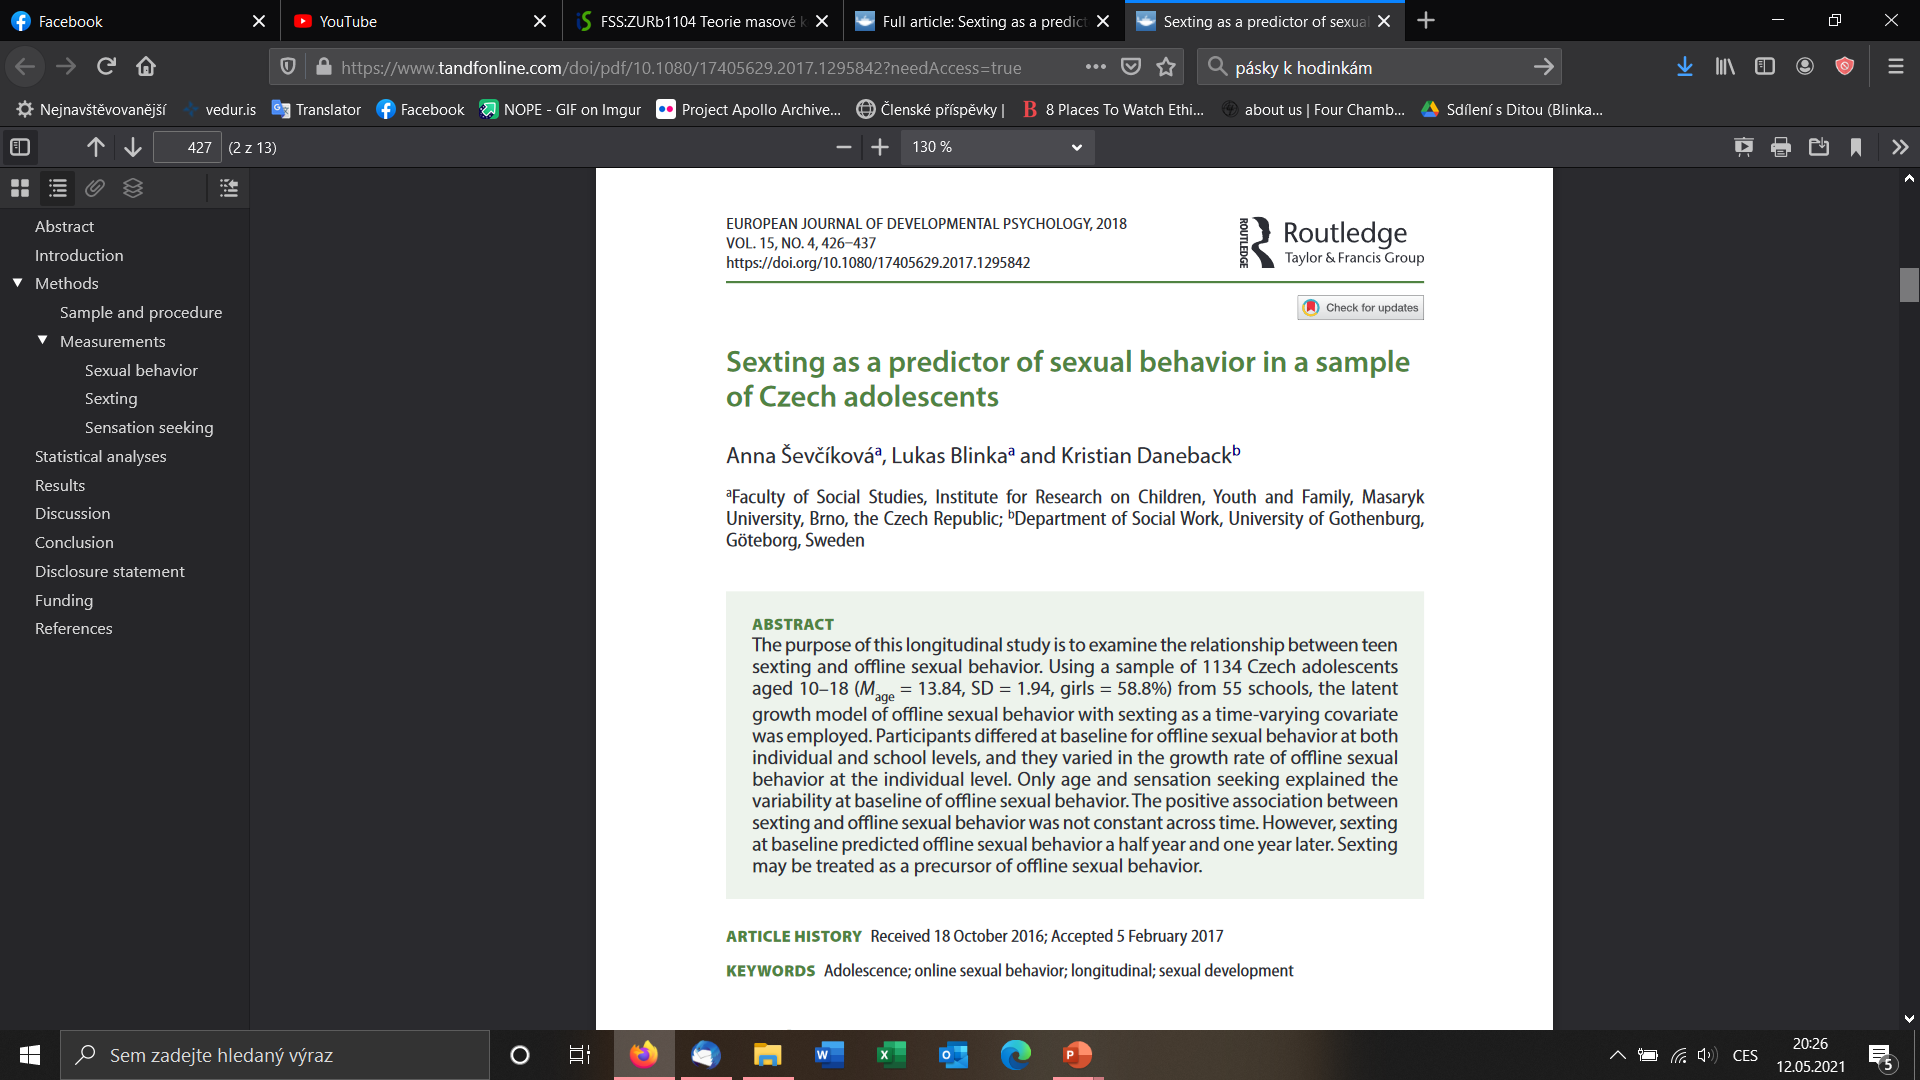 Facebook
YouTube
FSS:ZURb1104 Teorie masové k
Full article: Sexting as a predict
Sexting as a predictor of sexual
https://www.tandfonline.com/doi/pdf/10.1080/17405629.2017.1295842?needAccess=true
pásky k hodinkám
Nejnavštěvovanější
vedur.is
Translator
Facebook
NOPE - GIF on Imgur
Project Apollo Archive...
Členské příspěvky |
8 Places To Watch Ethi...
about us | Four Chamb...
Sdílení s Ditou (Blinka...
427 (2 z 13)
130 %
Abstract
Introduction
Methods
Sample and procedure
Measurements
Sexual behavior
Sexting
Sensation seeking
Statistical analyses
Results
Discussion
Conclusion
Disclosure statement
Funding
References
EUROPEAN JOURNAL OF DEVELOPMENTAL PSYCHOLOGY, 2018
VOL. 15, NO. 4, 426–437
https://doi.org/10.1080/17405629.2017.1295842
ROUTLEDGE
Routledge
Taylor & Francis Group
Check for updates
Sexting as a predictor of sexual behavior in a sample
of Czech adolescents
Anna Ševčíkováa, Lukas Blinkaa and Kristian Danebackb
aFaculty of Social Studies, Institute for Research on Children, Youth and Family, Masaryk
University, Brno, the Czech Republic; bDepartment of Social Work, University of Gothenburg,
Göteborg, Sweden
ABSTRACT
The purpose of this longitudinal study is to examine the relationship between teen
sexting and offline sexual behavior. Using a sample of 1134 Czech adolescents
aged 10–18 (Mage = 13.84, SD = 1.94, girls = 58.8%) from 55 schools, the latent
growth model of offline sexual behavior with sexting as a time-varying covariate
was employed. Participants differed at baseline for offline sexual behavior at both
individual and school levels, and they varied in the growth rate of offline sexual
behavior at the individual level. Only age and sensation seeking explained the
variability at baseline of offline sexual behavior. The positive association between
sexting and offline sexual behavior was not constant across time. However, sexting
at baseline predicted offline sexual behavior a half year and one year later. Sexting
may be treated as a precursor of offline sexual behavior.
ARTICLE HISTORY Received 18 October 2016; Accepted 5 February 2017
KEYWORDS Adolescence; online sexual behavior; longitudinal; sexual development
Sem zadejte hledaný výraz
CES
20:26
12.05.2021
5